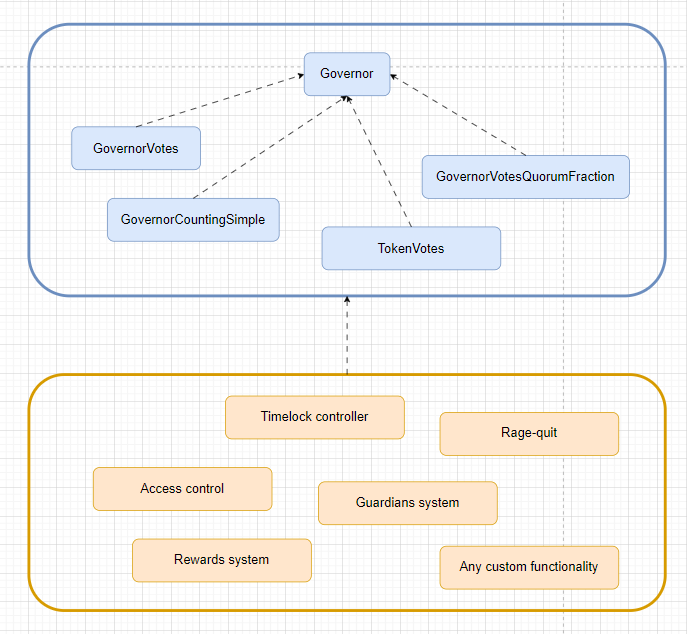 Governor
GovernorVotes
GovernorVotesQuorumFraction
GovernorCountingSimple
TokenVotes
Timelock controller
Rage-quit
Access control
Guardians system
Rewards system
Any custom functionality